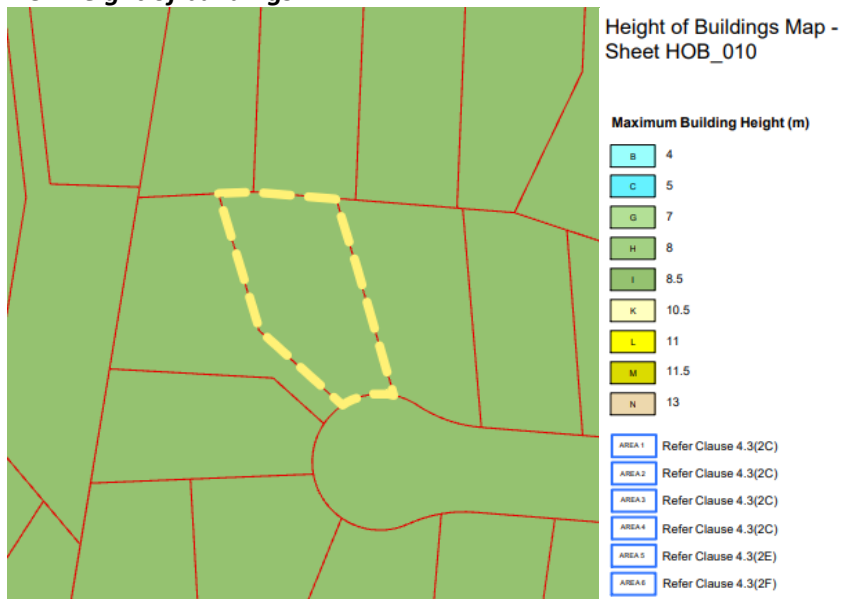 Height of Buildings Map -
Sheet HOB_010
Maximum Building Height (m)
B 4
C 5
G 7
H 8
I 8.5
K 10.5
L 11
M 11.5
N 13
AREA 1 Refer Clause 4.3(2C)
AREA 2 Refer Clause 4.3(2C)
AREA 3 Refer Clause 4.3(2C)
AREA 4 Refer Clause 4.3(2C)
AREA 5 Refer Clause 4.3(2E)
AREA 6 Refer Clause 4.3(2F)